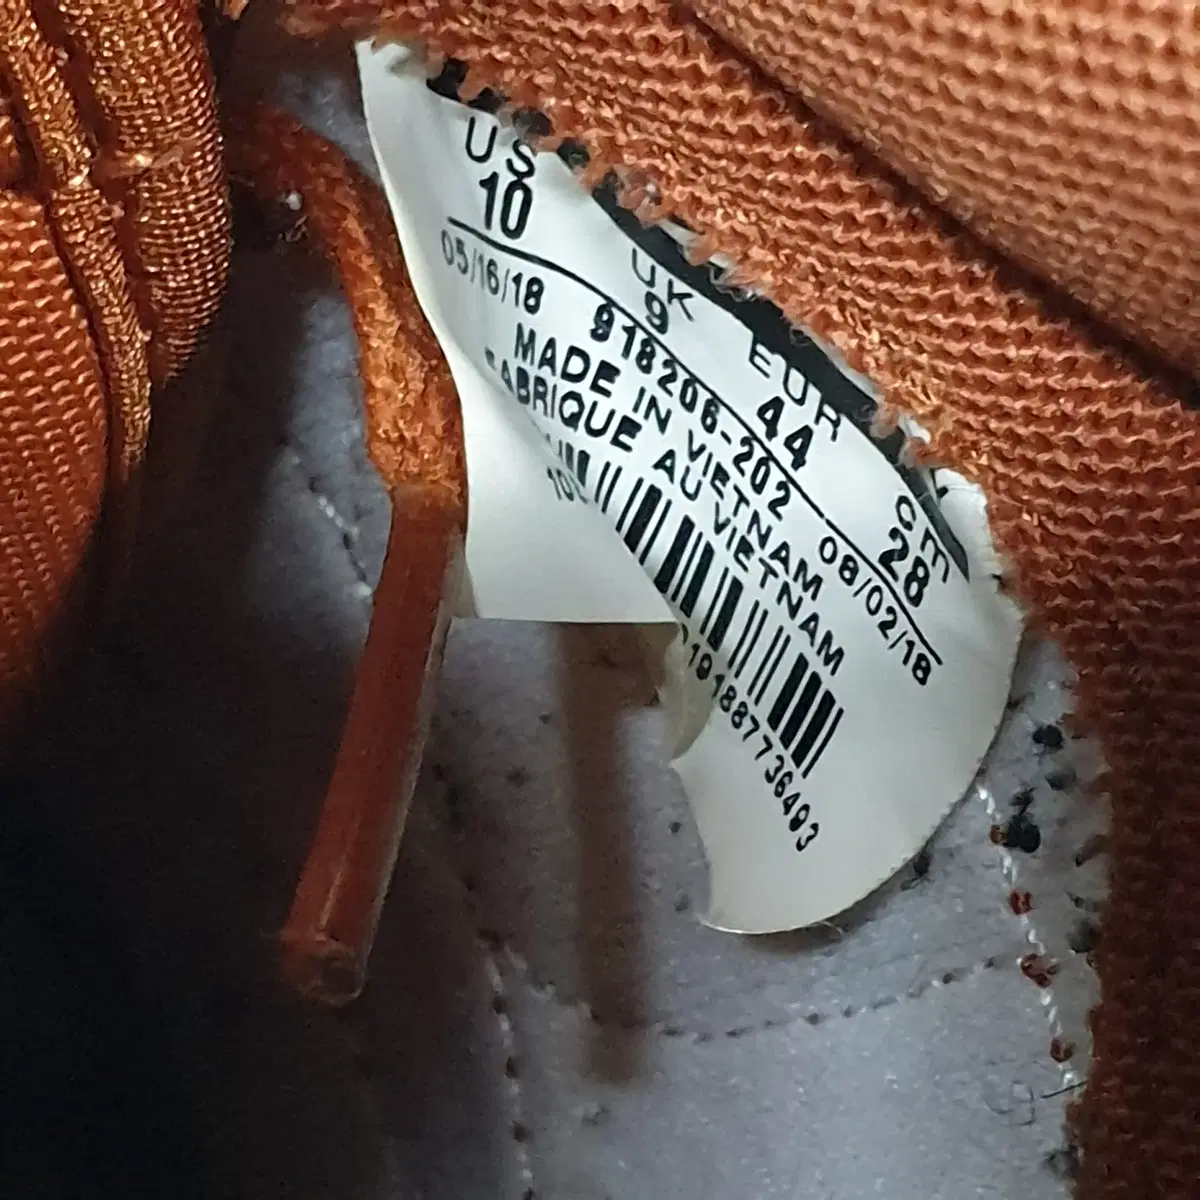 US UK EUR cm
10 9 44 28
05/16/18 918206-202 08/02/18
MADE IN VIETNAM
FABRIQUE AU VIETNAM
191887736493